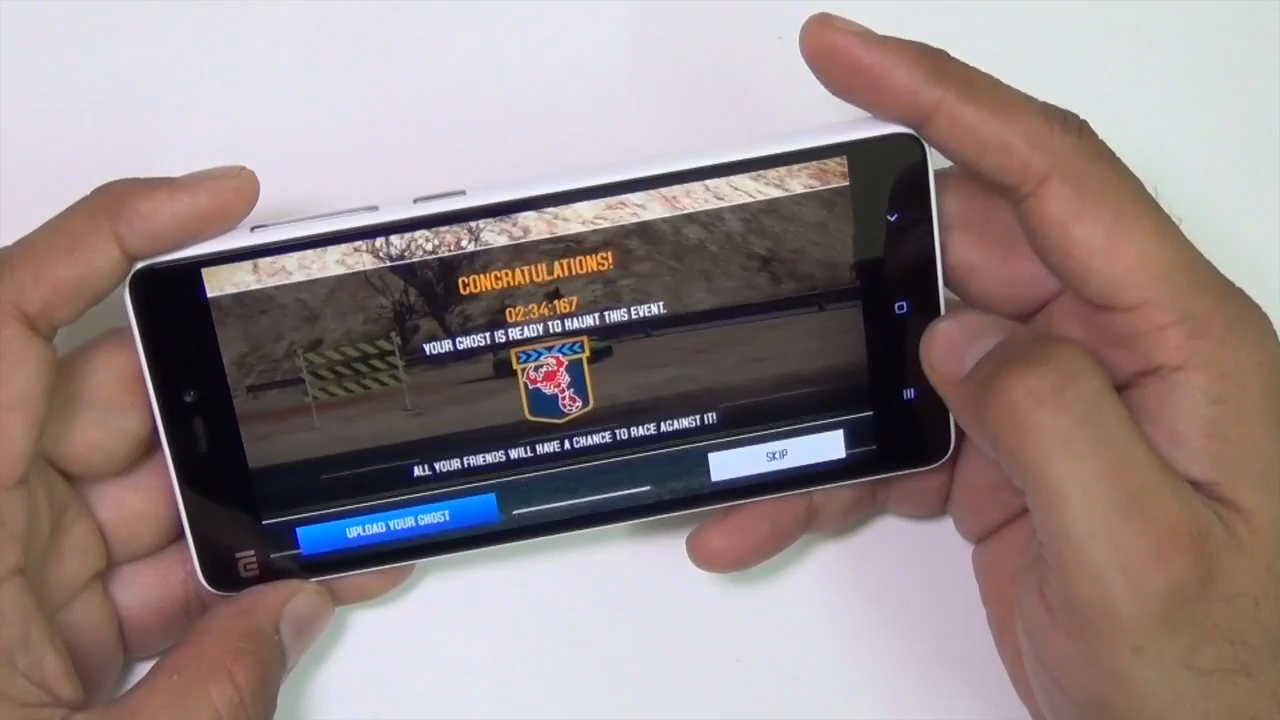 CONGRATULATIONS!
02:34:167
YOUR GHOST IS READY TO HAUNT THIS EVENT.
ALL YOUR FRIENDS WILL HAVE A CHANCE TO RACE AGAINST IT!
SKIP
UPLOAD YOUR GHOST
MI